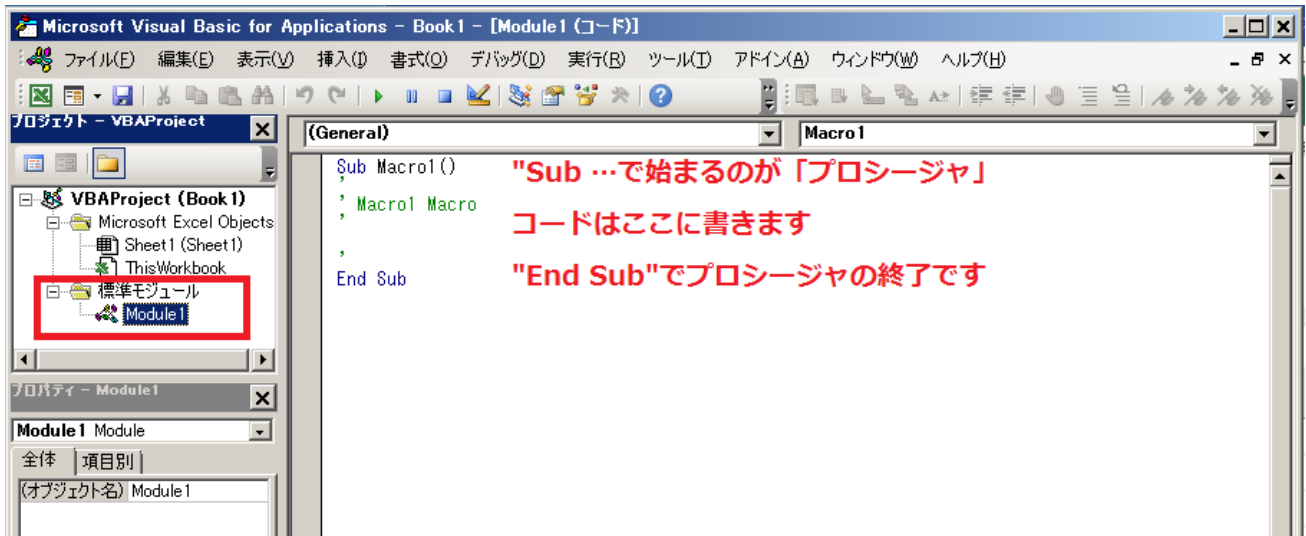 Microsoft Visual Basic for Applications - Book1 - [Module1 (コード)]
ファイル(F) 編集(E) 表示(V) 挿入(I) 書式(O) デバッグ(D) 実行(R) ツール(T) アドイン(A) ウィンドウ(W) ヘルプ(H)
プロジェクト - VBAProject
VBAProject (Book1)
Microsoft Excel Objects
Sheet1 (Sheet1)
ThisWorkbook
標準モジュール
Module1
プロパティ - Module1
Module1 Module
全体 項目別
(オブジェクト名) Module1
(General) Macro1
Sub Macro1() "Sub …で始まるのが「プロシージャ」
'
' Macro1 Macro
' コードはここに書きます
'
End Sub "End Sub"でプロシージャの終了です